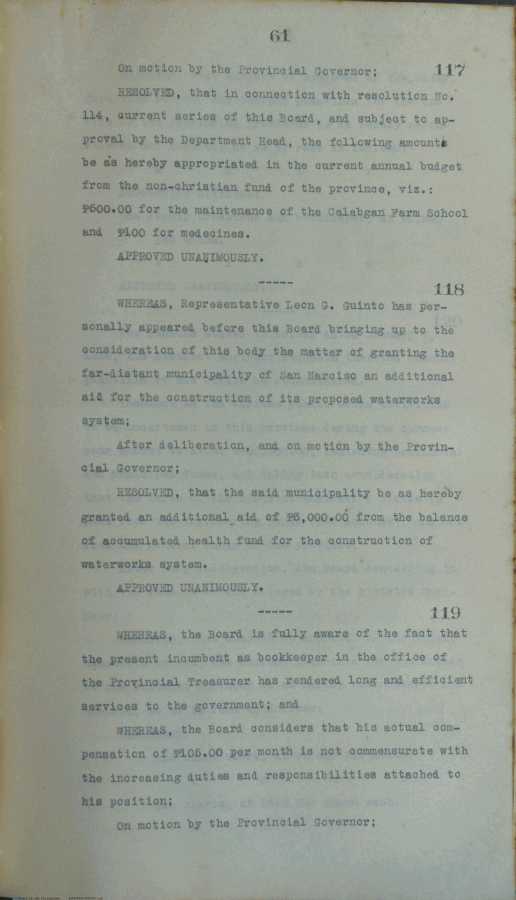 61
On motion by the Provincial Governor; 117
RESOLVED, that in connection with resolution No.
114, current series of this Board, and subject to ap-
proval by the Department Head, the following amounts
be as hereby appropriated in the current annual budget
from the non-christian fund of the province, viz.:
₱600.00 for the maintenance of the Calabgan Farm School
and ₱100 for medecines.
APPROVED UNANIMOUSLY.
-----
118
WHEREAS, Representative Leon G. Guinto has per-
sonally appeared before this Board bringing up to the
consideration of this body the matter of granting the
far-distant municipality of San Narciso an additional
aid for the construction of its proposed waterworks
system;
After deliberation, and on motion by the Provin-
cial Governor;
RESOLVED, that the said municipality be as hereby
granted an additional aid of ₱5,000.00 from the balance
of accumulated health fund for the construction of
waterworks system.
APPROVED UNANIMOUSLY.
-----
119
WHEREAS, the Board is fully aware of the fact that
the present incumbent as bookkeeper in the office of
the Provincial Treasurer has rendered long and efficient
services to the government; and
WHEREAS, the Board considers that his actual com-
pensation of ₱105.00 per month is not commensurate with
the increasing duties and responsibilities attached to
his position;
On motion by the Provincial Governor;